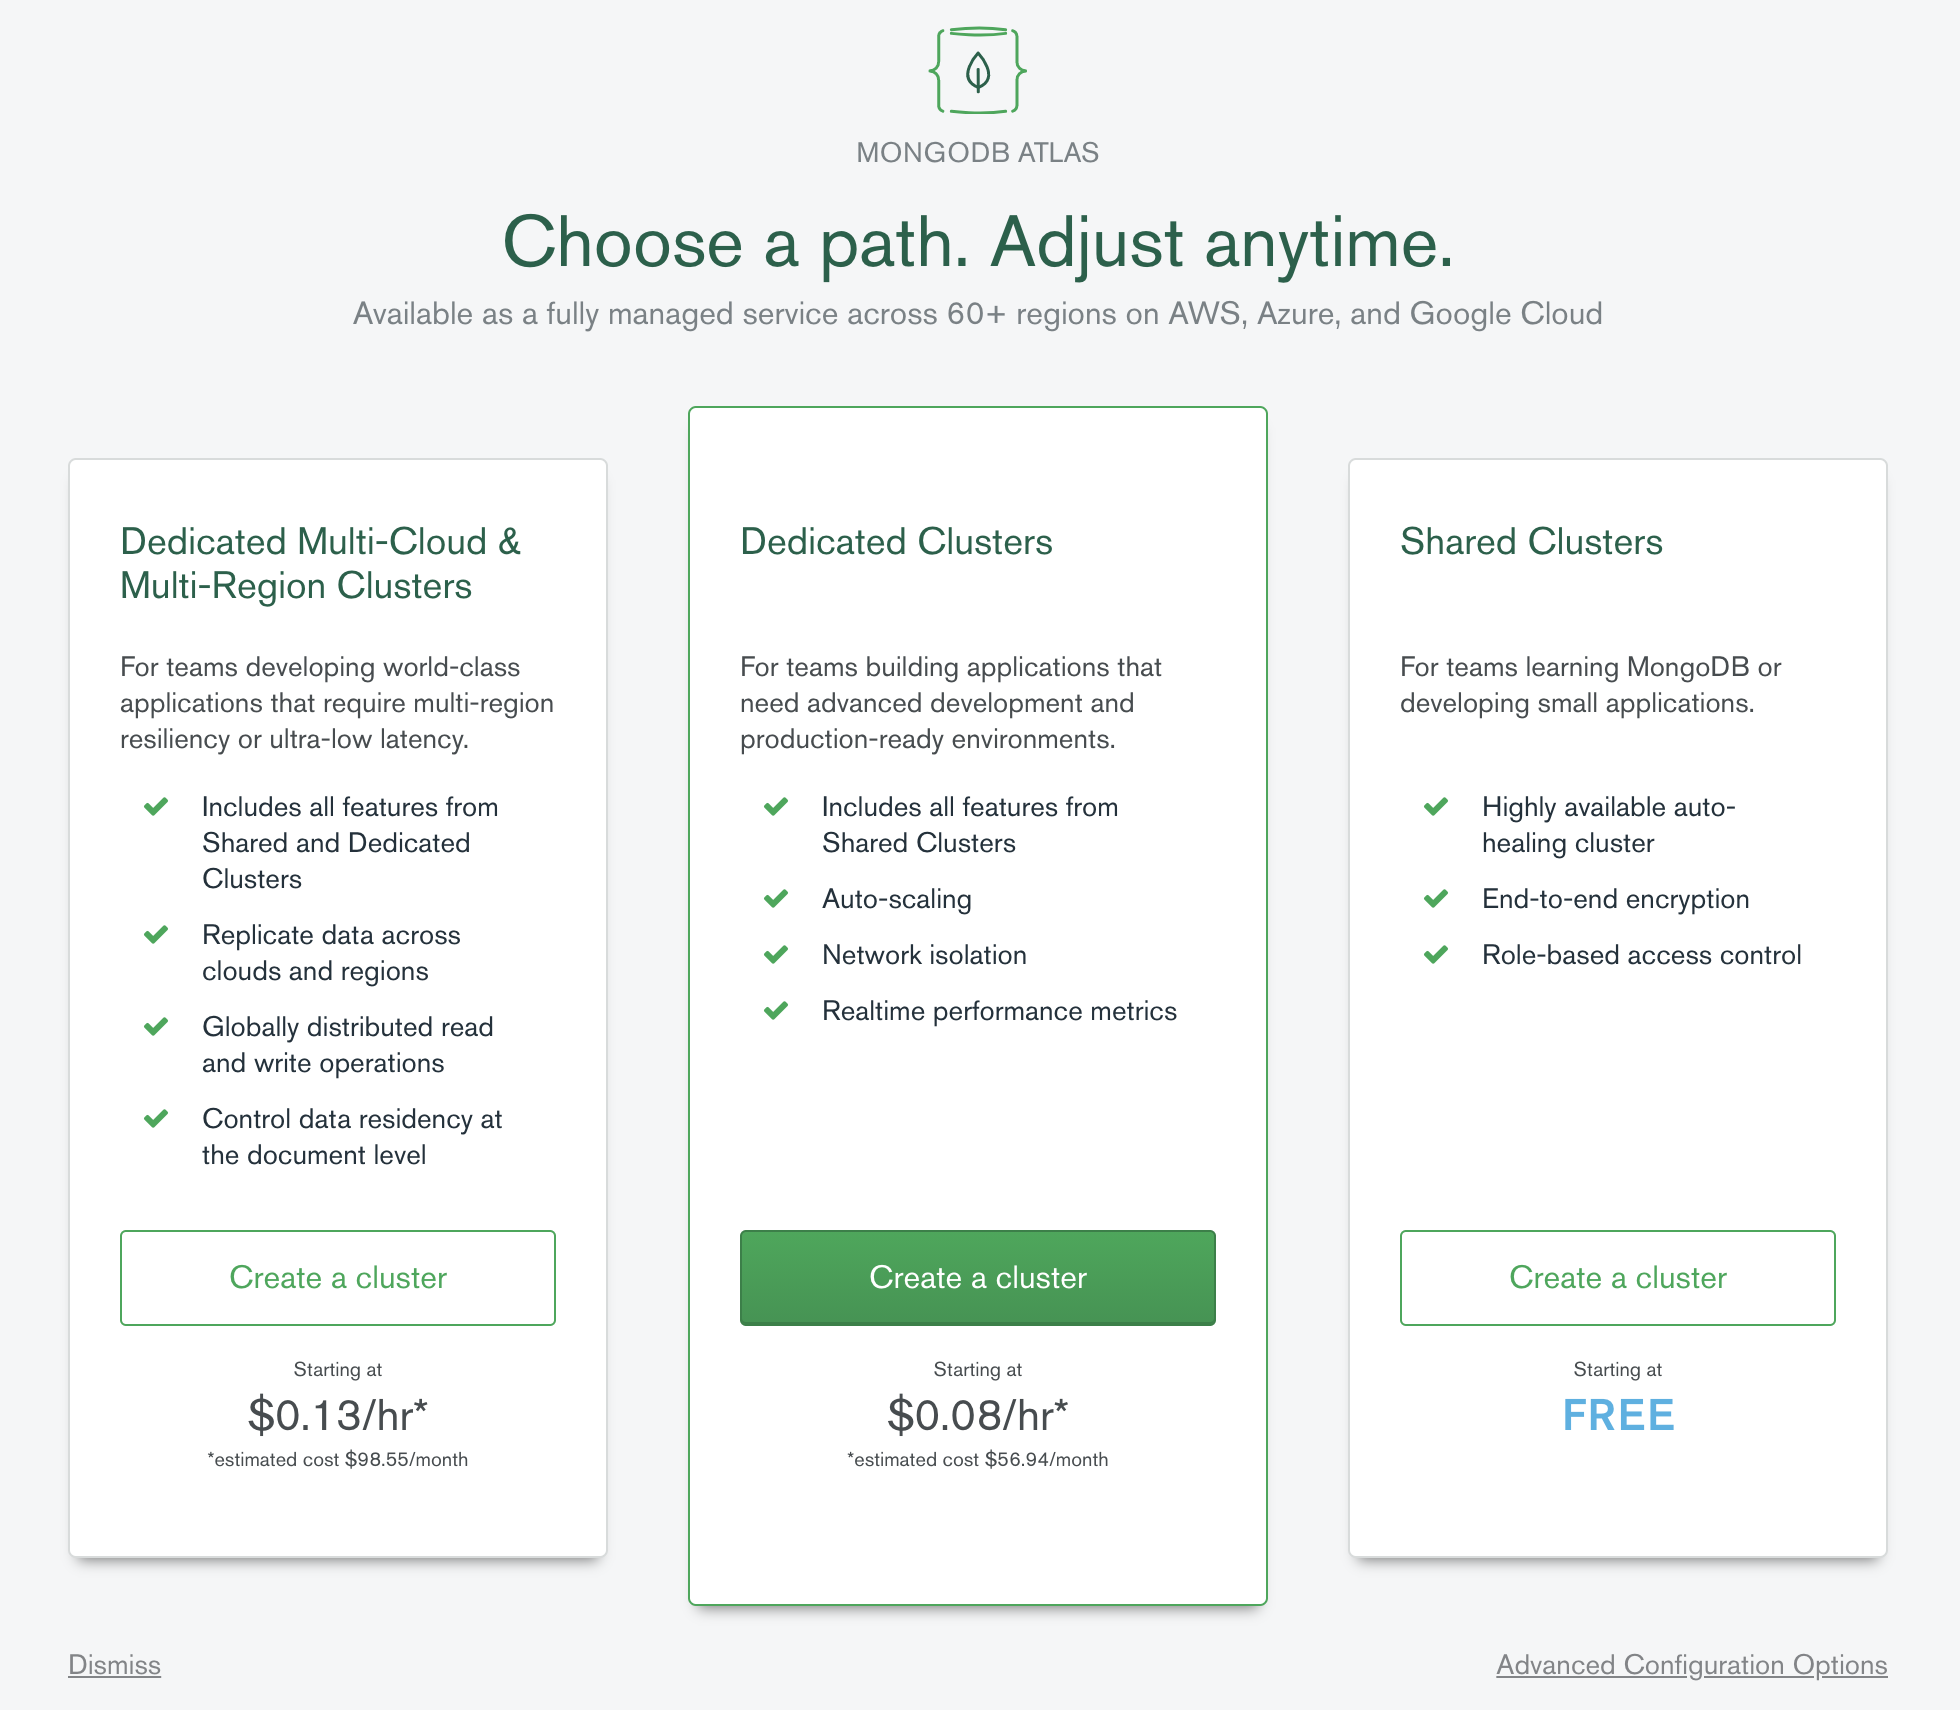 MONGODB ATLAS
Choose a path. Adjust anytime.
Available as a fully managed service across 60+ regions on AWS, Azure, and Google Cloud
Dedicated Multi-Cloud &
Multi-Region Clusters
For teams developing world-class
applications that require multi-region
resiliency or ultra-low latency.
Includes all features from
Shared and Dedicated
Clusters
Replicate data across
clouds and regions
Globally distributed read
and write operations
Control data residency at
the document level
Create a cluster
Starting at
$0.13/hr*
*estimated cost $98.55/month
Dedicated Clusters
For teams building applications that
need advanced development and
production-ready environments.
Includes all features from
Shared Clusters
Auto-scaling
Network isolation
Realtime performance metrics
Create a cluster
Starting at
$0.08/hr*
*estimated cost $56.94/month
Shared Clusters
For teams learning MongoDB or
developing small applications.
Highly available auto-
healing cluster
End-to-end encryption
Role-based access control
Create a cluster
Starting at
FREE
Dismiss
Advanced Configuration Options